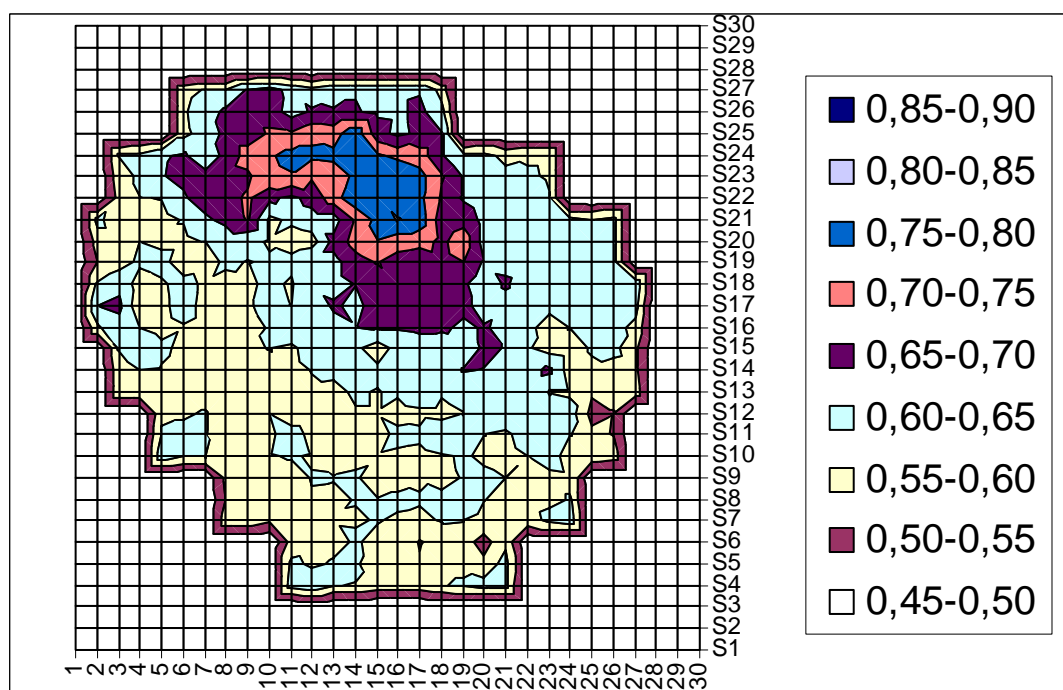 S30
S29
S28
S27
S26
S25
S24
S23
S22
S21
S20
S19
S18
S17
S16
S15
S14
S13
S12
S11
S10
S9
S8
S7
S6
S5
S4
S3
S2
S1
1 2 3 4 5 6 7 8 9 10 11 12 13 14 15 16 17 18 19 20 21 22 23 24 25 26 27 28 29 30
0,85-0,90
0,80-0,85
0,75-0,80
0,70-0,75
0,65-0,70
0,60-0,65
0,55-0,60
0,50-0,55
0,45-0,50